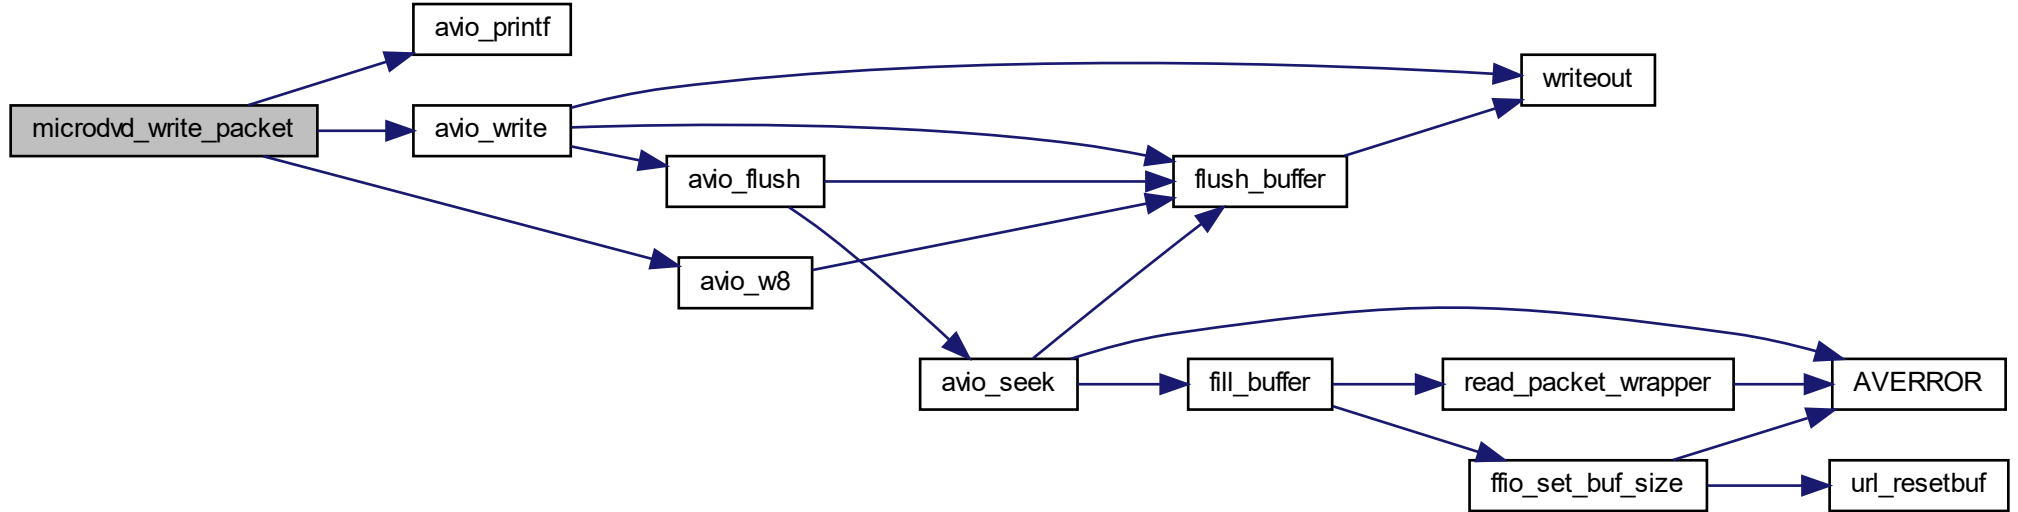 avio_printf
microdvd_write_packet
avio_write
avio_flush
avio_w8
avio_seek
writeout
flush_buffer
fill_buffer
read_packet_wrapper
AVERROR
ffio_set_buf_size
url_resetbuf